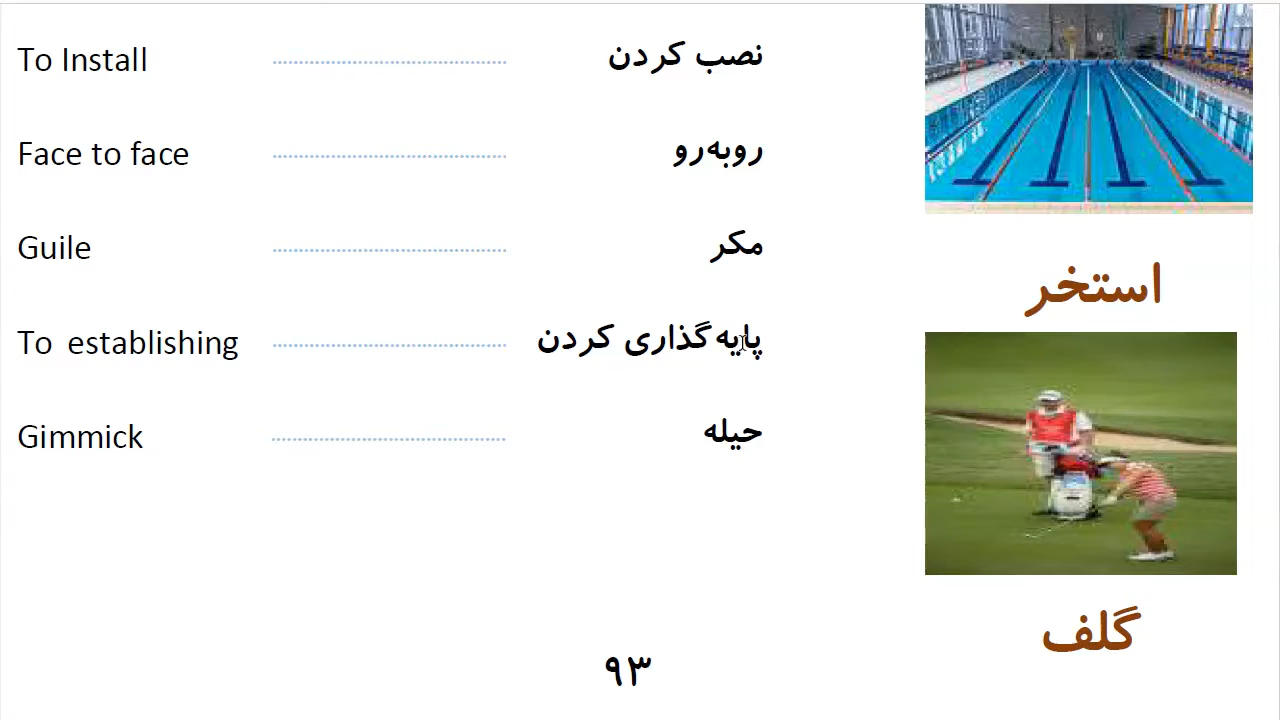 To Install نصب کردن
Face to face روبه‌رو
Guile مکر
To establishing پایه‌گذاری کردن
Gimmick حیله
استخر
گلف
۹۳